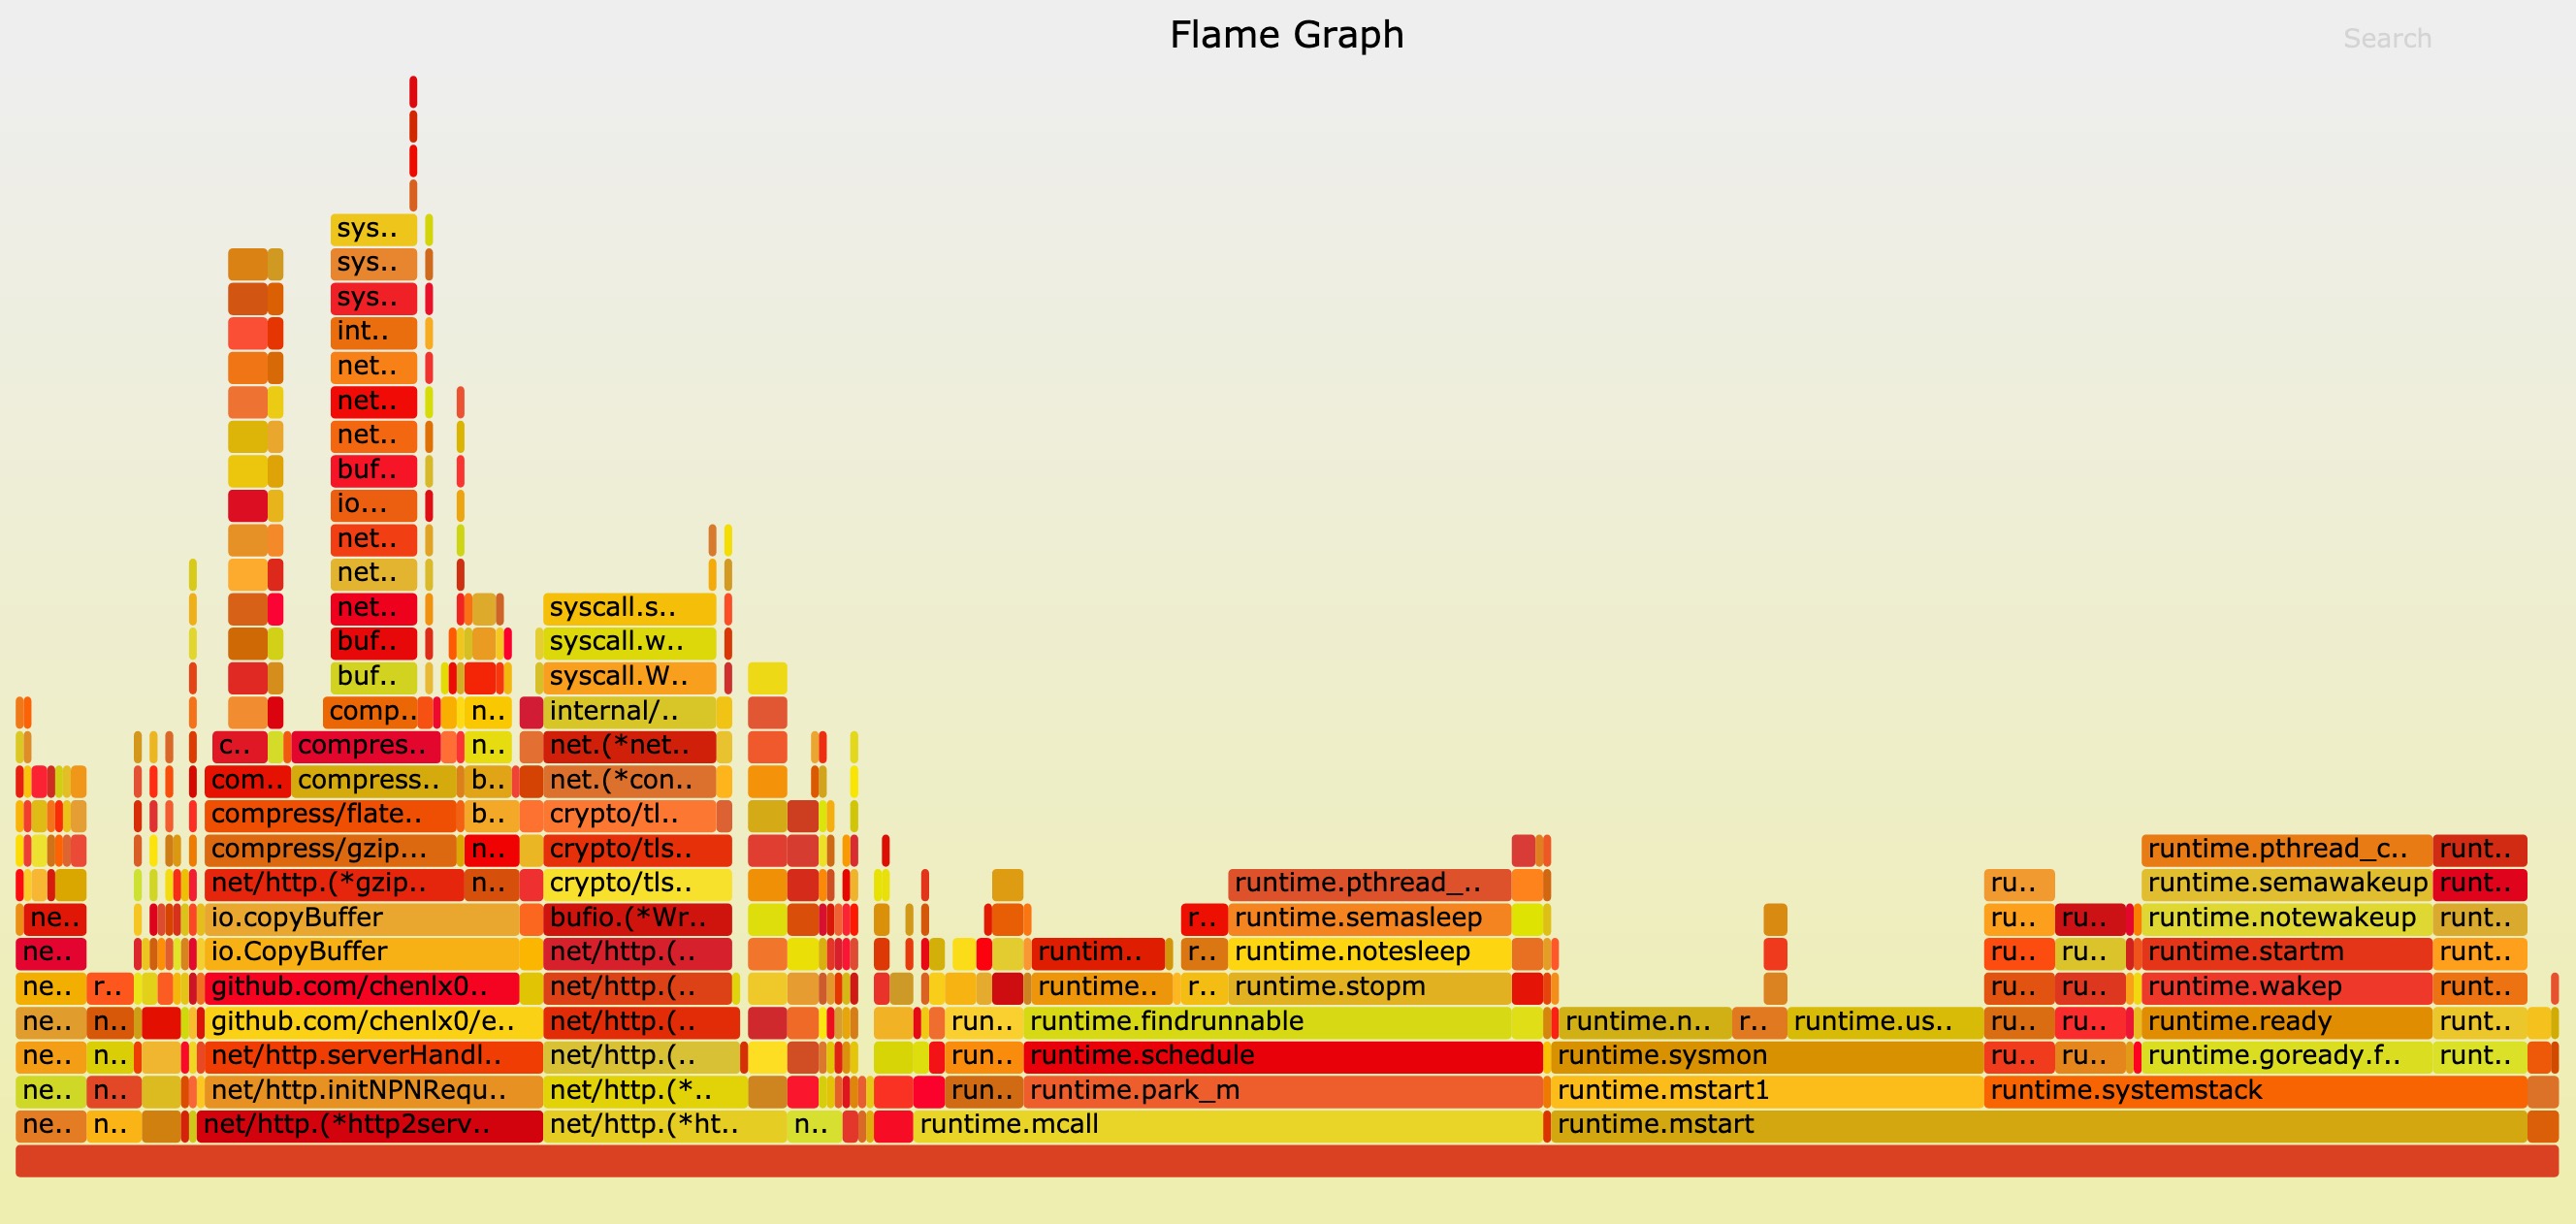 Flame Graph
Search
sys..
sys..
sys..
int..
net..
net..
net..
buf..
io...
net..
net..
net.. syscall.s..
buf.. syscall.w..
buf.. syscall.W..
comp.. n.. internal/..
c.. compres.. n.. net.(*net..
com.. compress.. b.. net.(*con..
compress/flate.. b.. crypto/tl..
compress/gzip... n.. crypto/tls.. runtime.pthread_c.. runt..
net/http.(*gzip.. n.. crypto/tls.. runtime.pthread_.. ru.. runtime.semawakeup runt..
ne.. io.copyBuffer bufio.(*Wr.. r.. runtime.semasleep ru.. ru.. runtime.notewakeup runt..
ne.. io.CopyBuffer net/http.(.. runtim.. r.. runtime.notesleep ru.. ru.. runtime.startm runt..
ne.. r.. github.com/chenlx0.. net/http.(.. runtime.. r.. runtime.stopm ru.. ru.. runtime.wakep runt..
ne.. n.. github.com/chenlx0/e.. net/http.(.. run.. runtime.findrunnable runtime.n.. r.. runtime.us.. ru.. ru.. runtime.ready runt..
ne.. n.. net/http.serverHandl.. net/http.(.. run.. runtime.schedule runtime.sysmon ru.. ru.. runtime.goready.f.. runt..
ne.. n.. net/http.initNPNRequ.. net/http.(*.. run.. runtime.park_m runtime.mstart1 runtime.systemstack
ne.. n.. net/http.(*http2serv.. net/http.(*ht.. n.. runtime.mcall runtime.mstart